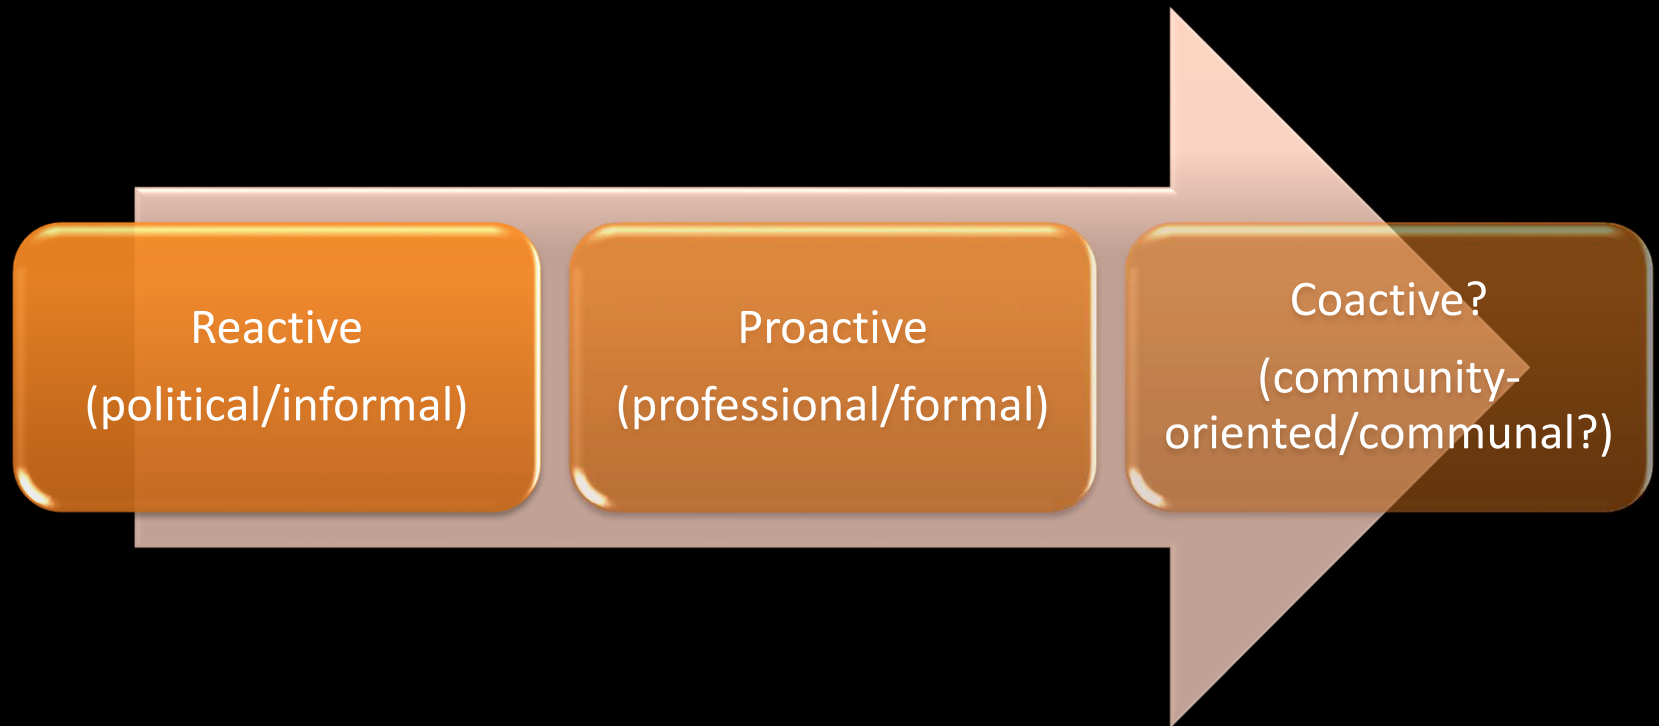 Reactive
(political/informal)
Proactive
(professional/formal)
Coactive?
(community-
oriented/communal?)